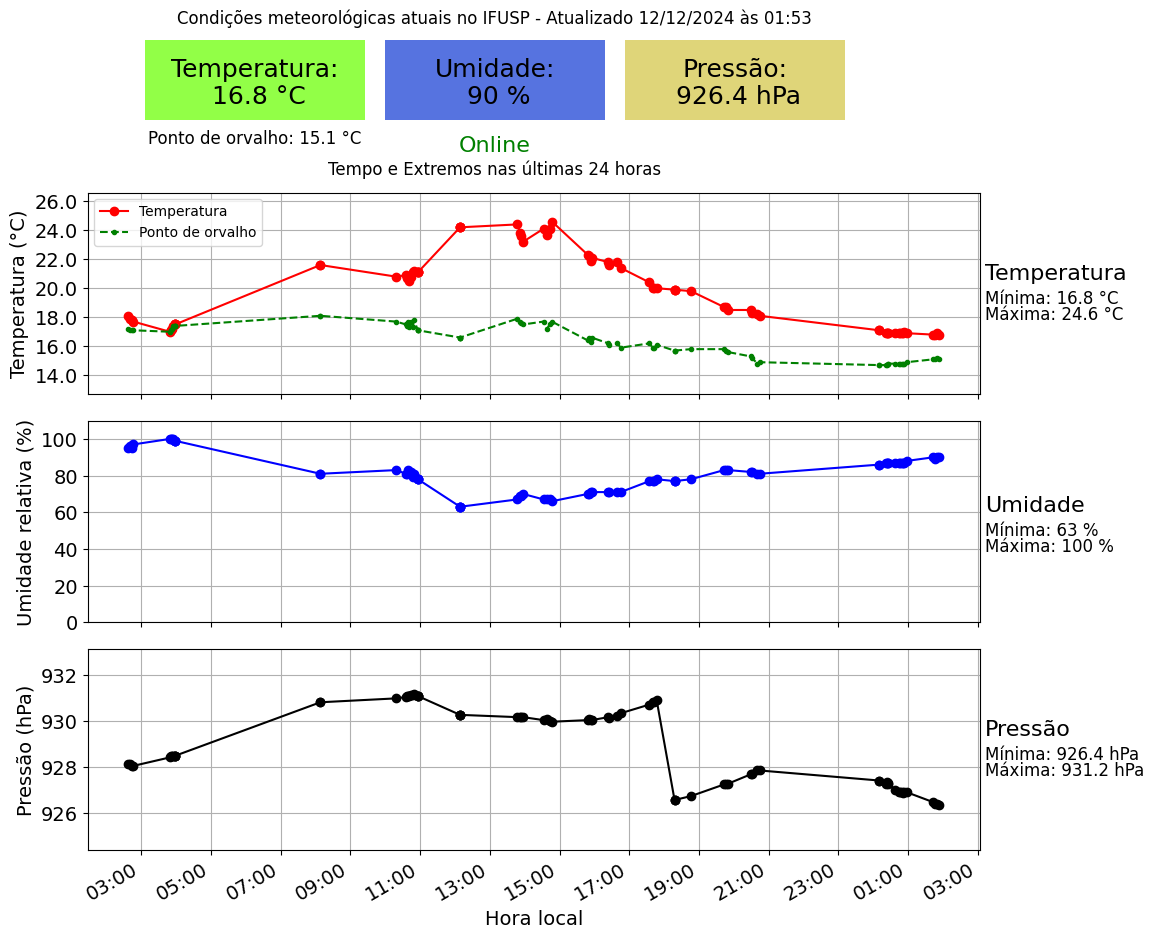 Condições meteorológicas atuais no IFUSP - Atualizado 12/12/2024 às 01:53
Temperatura:
16.8 °C
Umidade:
90 %
Pressão:
926.4 hPa
Ponto de orvalho: 15.1 °C
Online
Tempo e Extremos nas últimas 24 horas
Temperatura (°C)
26.0
24.0
22.0
20.0
18.0
16.0
14.0
Temperatura
Ponto de orvalho
Temperatura
Mínima: 16.8 °C
Máxima: 24.6 °C
Umidade relativa (%)
100
80
60
40
20
0
Umidade
Mínima: 63 %
Máxima: 100 %
Pressão (hPa)
932
930
928
926
Pressão
Mínima: 926.4 hPa
Máxima: 931.2 hPa
03:00 05:00 07:00 09:00 11:00 13:00 15:00 17:00 19:00 21:00 23:00 01:00 03:00
Hora local